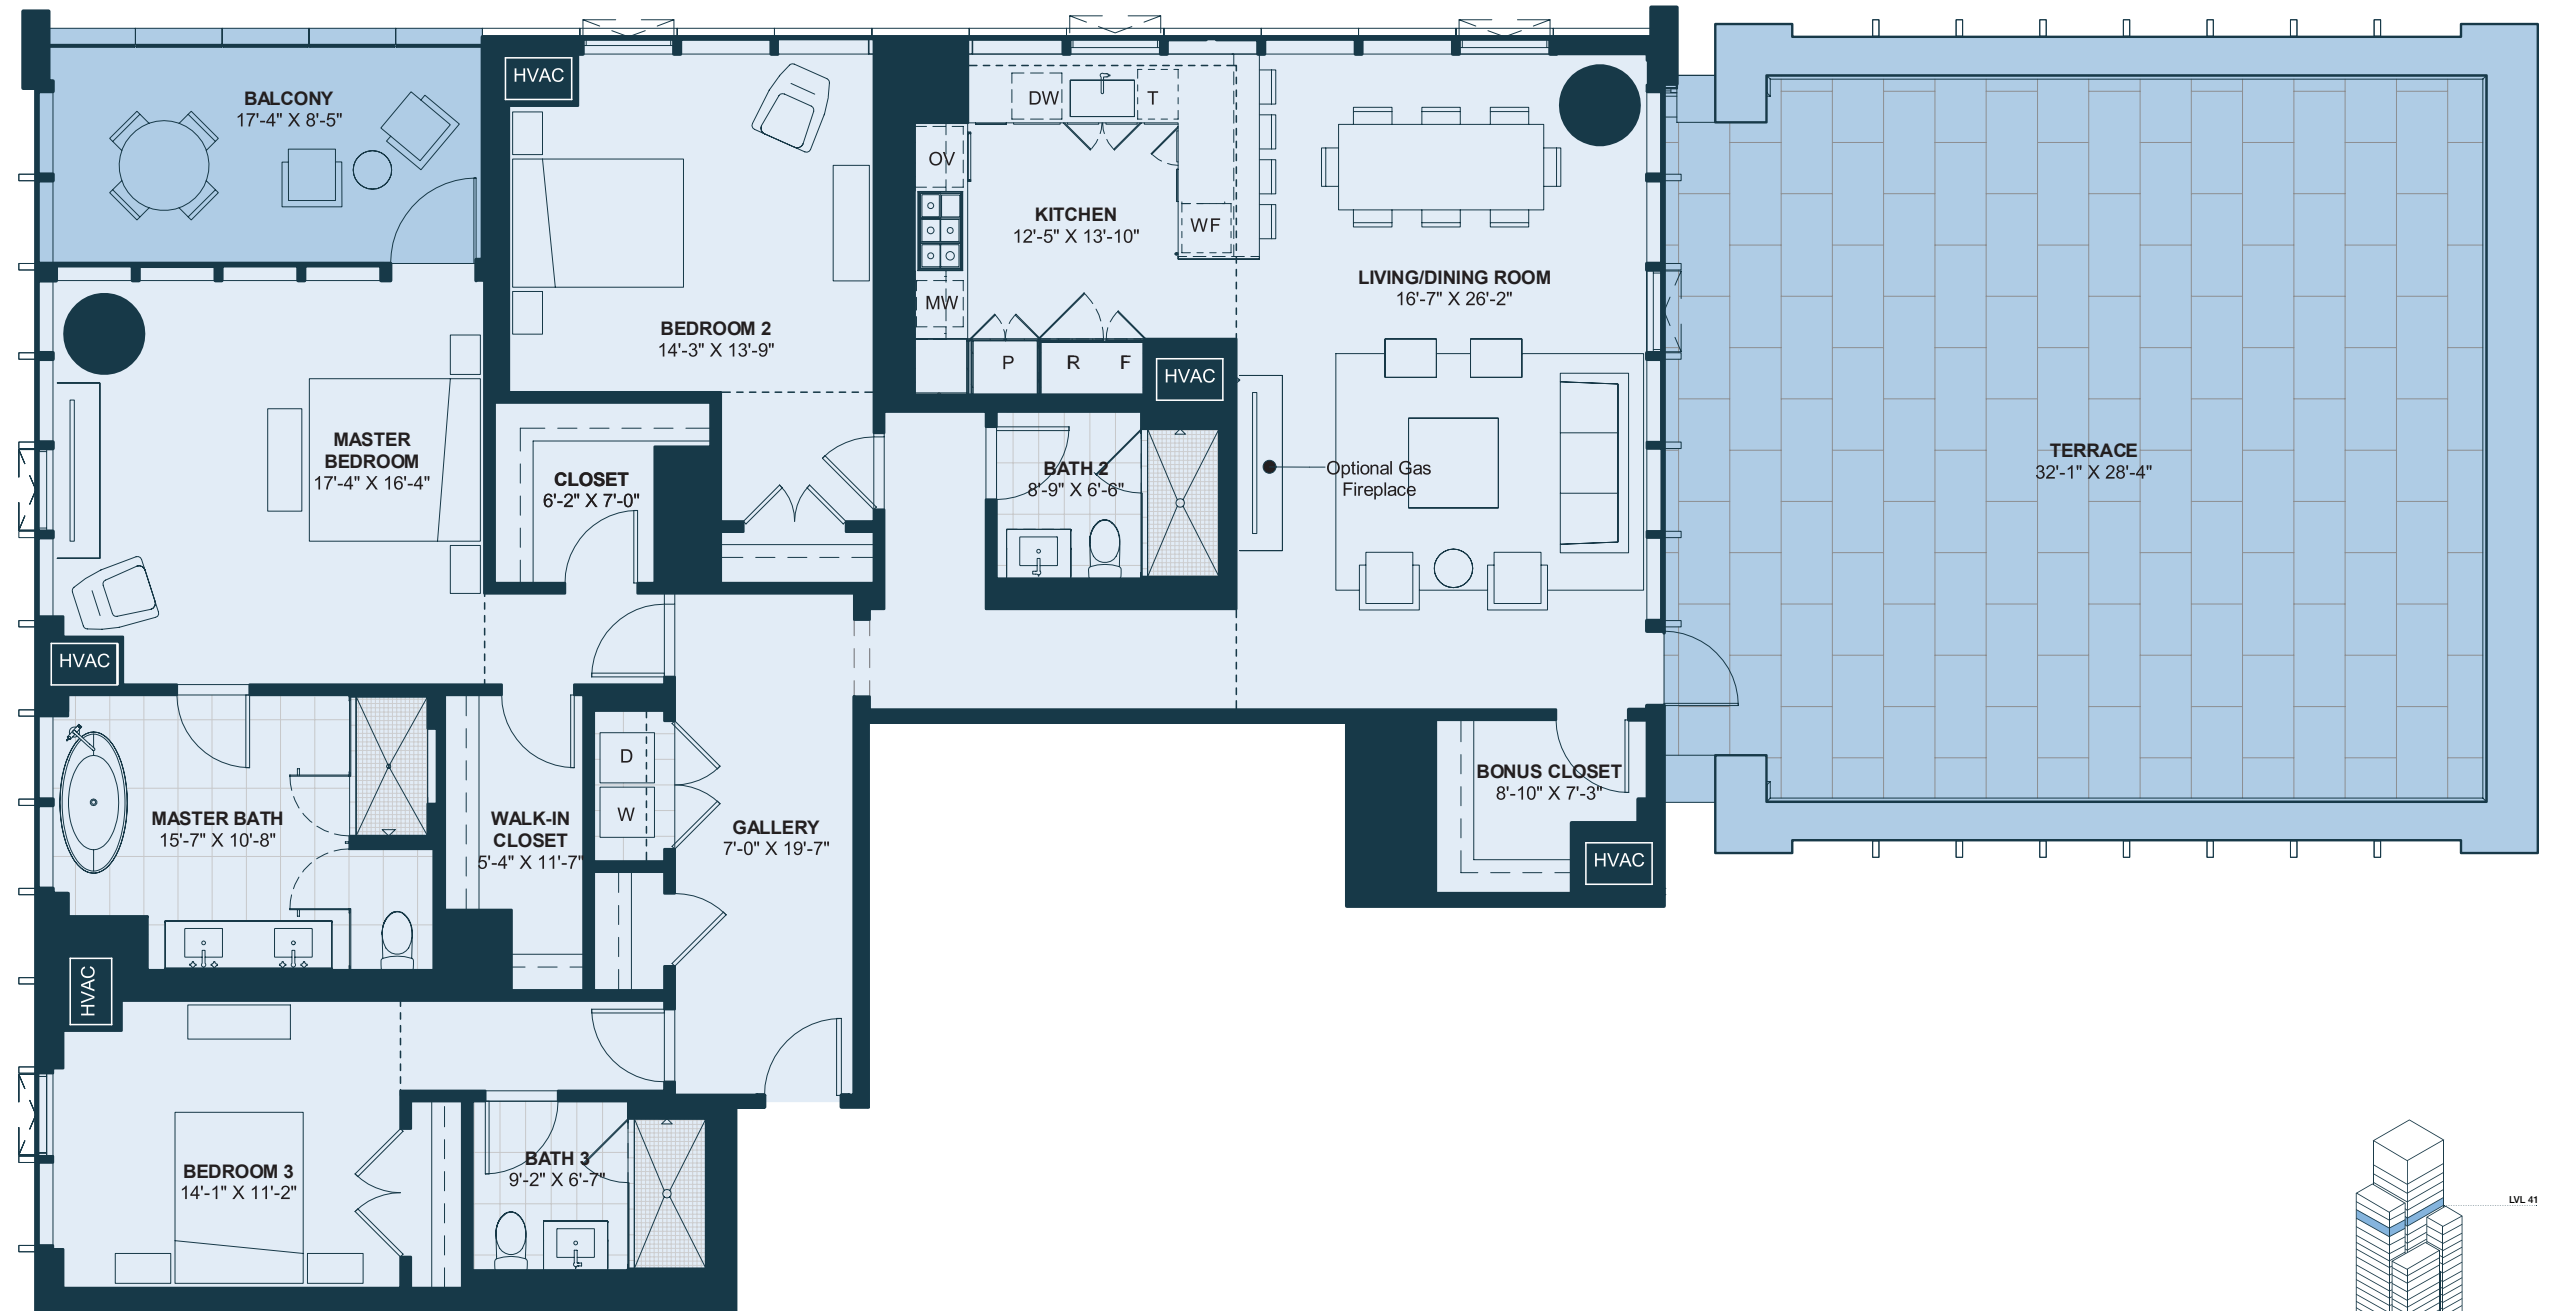 HVAC
BALCONY
17'-4" X 8'-5"
DW
T
OV
KITCHEN
12'-5" X 13'-10"
WF
MW
P
R
F
HVAC
LIVING/DINING ROOM
16'-7" X 26'-2"
BEDROOM 2
14'-3" X 13'-9"
MASTER
BEDROOM
17'-4" X 16'-4"
CLOSET
6'-2" X 7'-0"
BATH 2
8'-9" X 6'-6"
Optional Gas
Fireplace
TERRACE
32'-1" X 28'-4"
HVAC
D
W
MASTER BATH
15'-7" X 10'-8"
WALK-IN
CLOSET
5'-4" X 11'-7"
GALLERY
7'-0" X 19'-7"
BONUS CLOSET
8'-10" X 7'-3"
HVAC
HVAC
BEDROOM 3
14'-1" X 11'-2"
BATH 3
9'-2" X 6'-7"
LVL 41